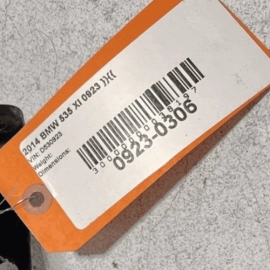 2014 BMW 535 XI 0923 )X(
VIN: D530923
Weight:
Dimensions:
0923-0306